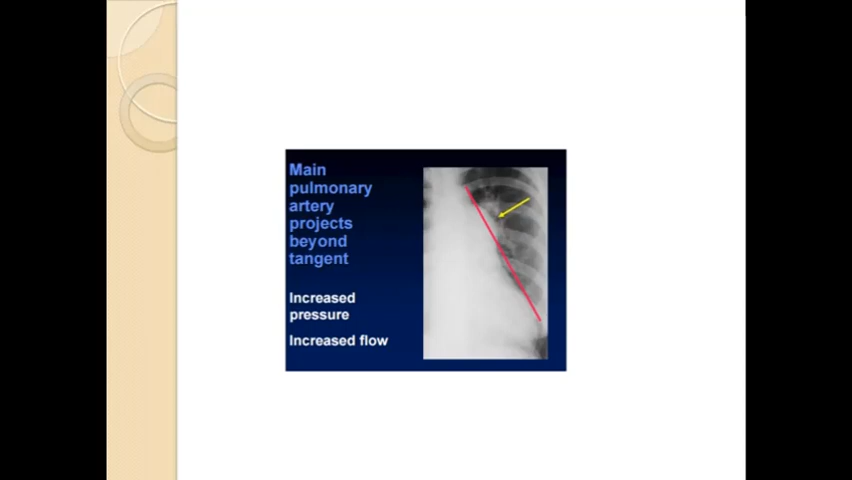 Main
pulmonary
artery
projects
beyond
tangent
Increased
pressure
Increased flow